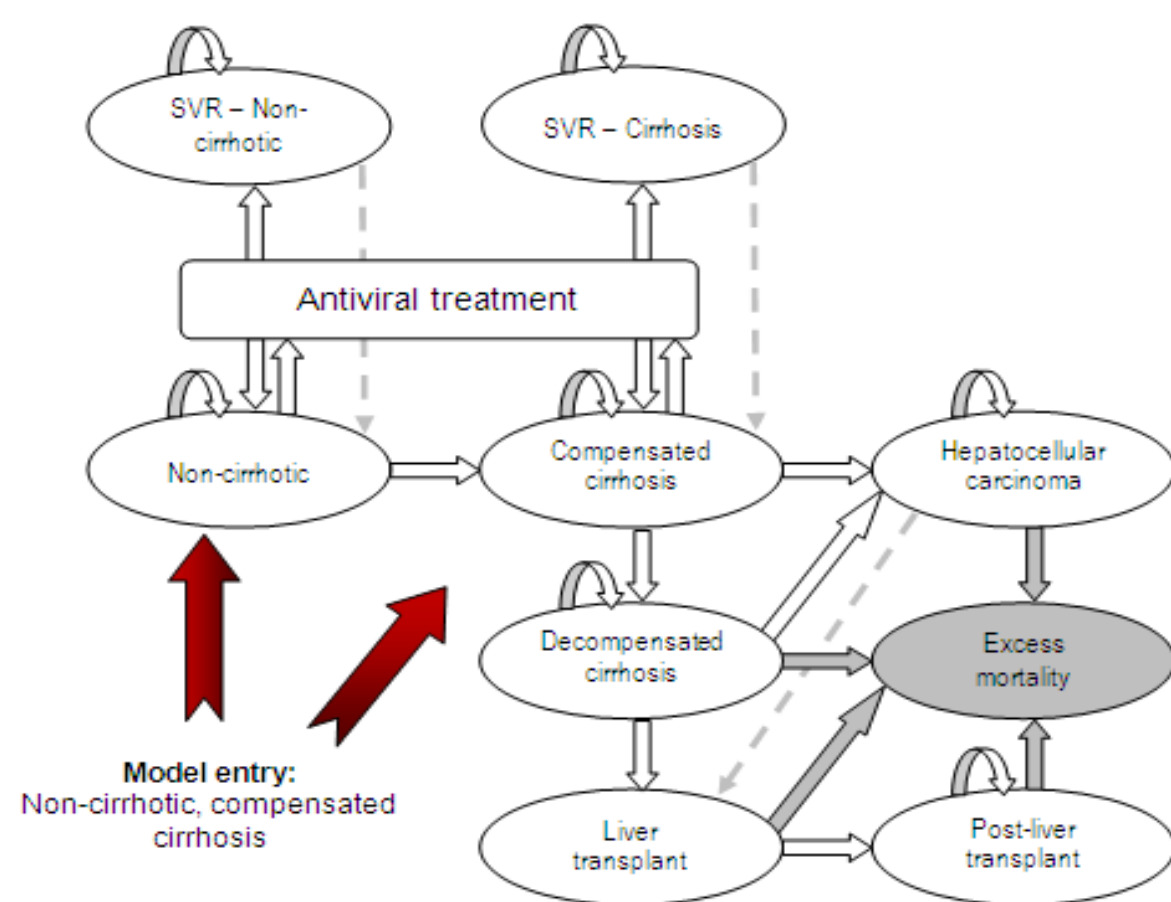 SVR – Non-
cirrhotic
SVR – Cirrhosis
Antiviral treatment
Non-cirrhotic
Compensated
cirrhosis
Hepatocellular
carcinoma
Decompensated
cirrhosis
Excess
mortality
Model entry:
Non-cirrhotic, compensated
cirrhosis
Liver
transplant
Post-liver
transplant